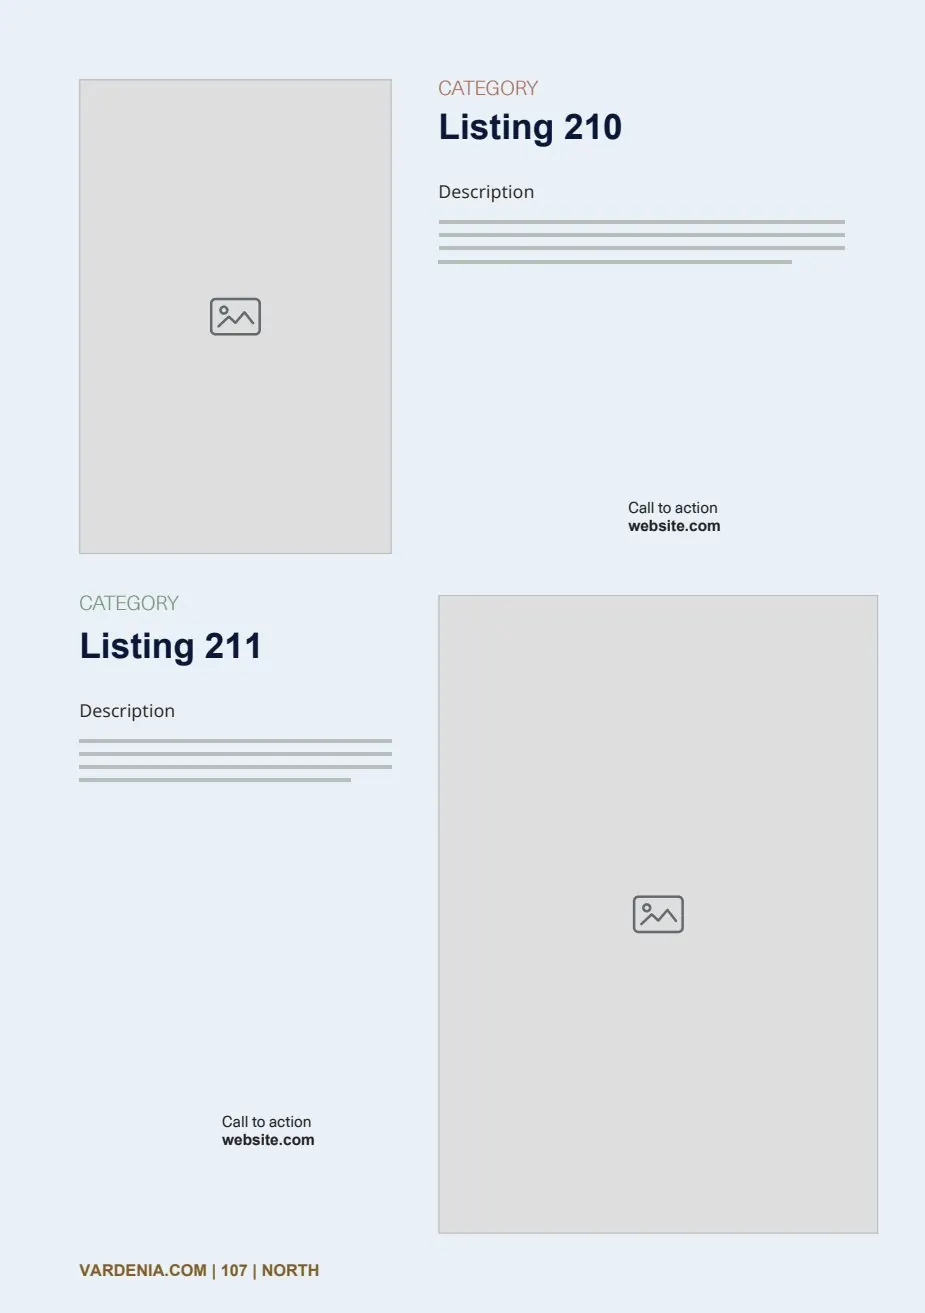 CATEGORY
Listing 210
Description
Call to action
website.com
CATEGORY
Listing 211
Description
Call to action
website.com
VARDENIA.COM | 107 | NORTH